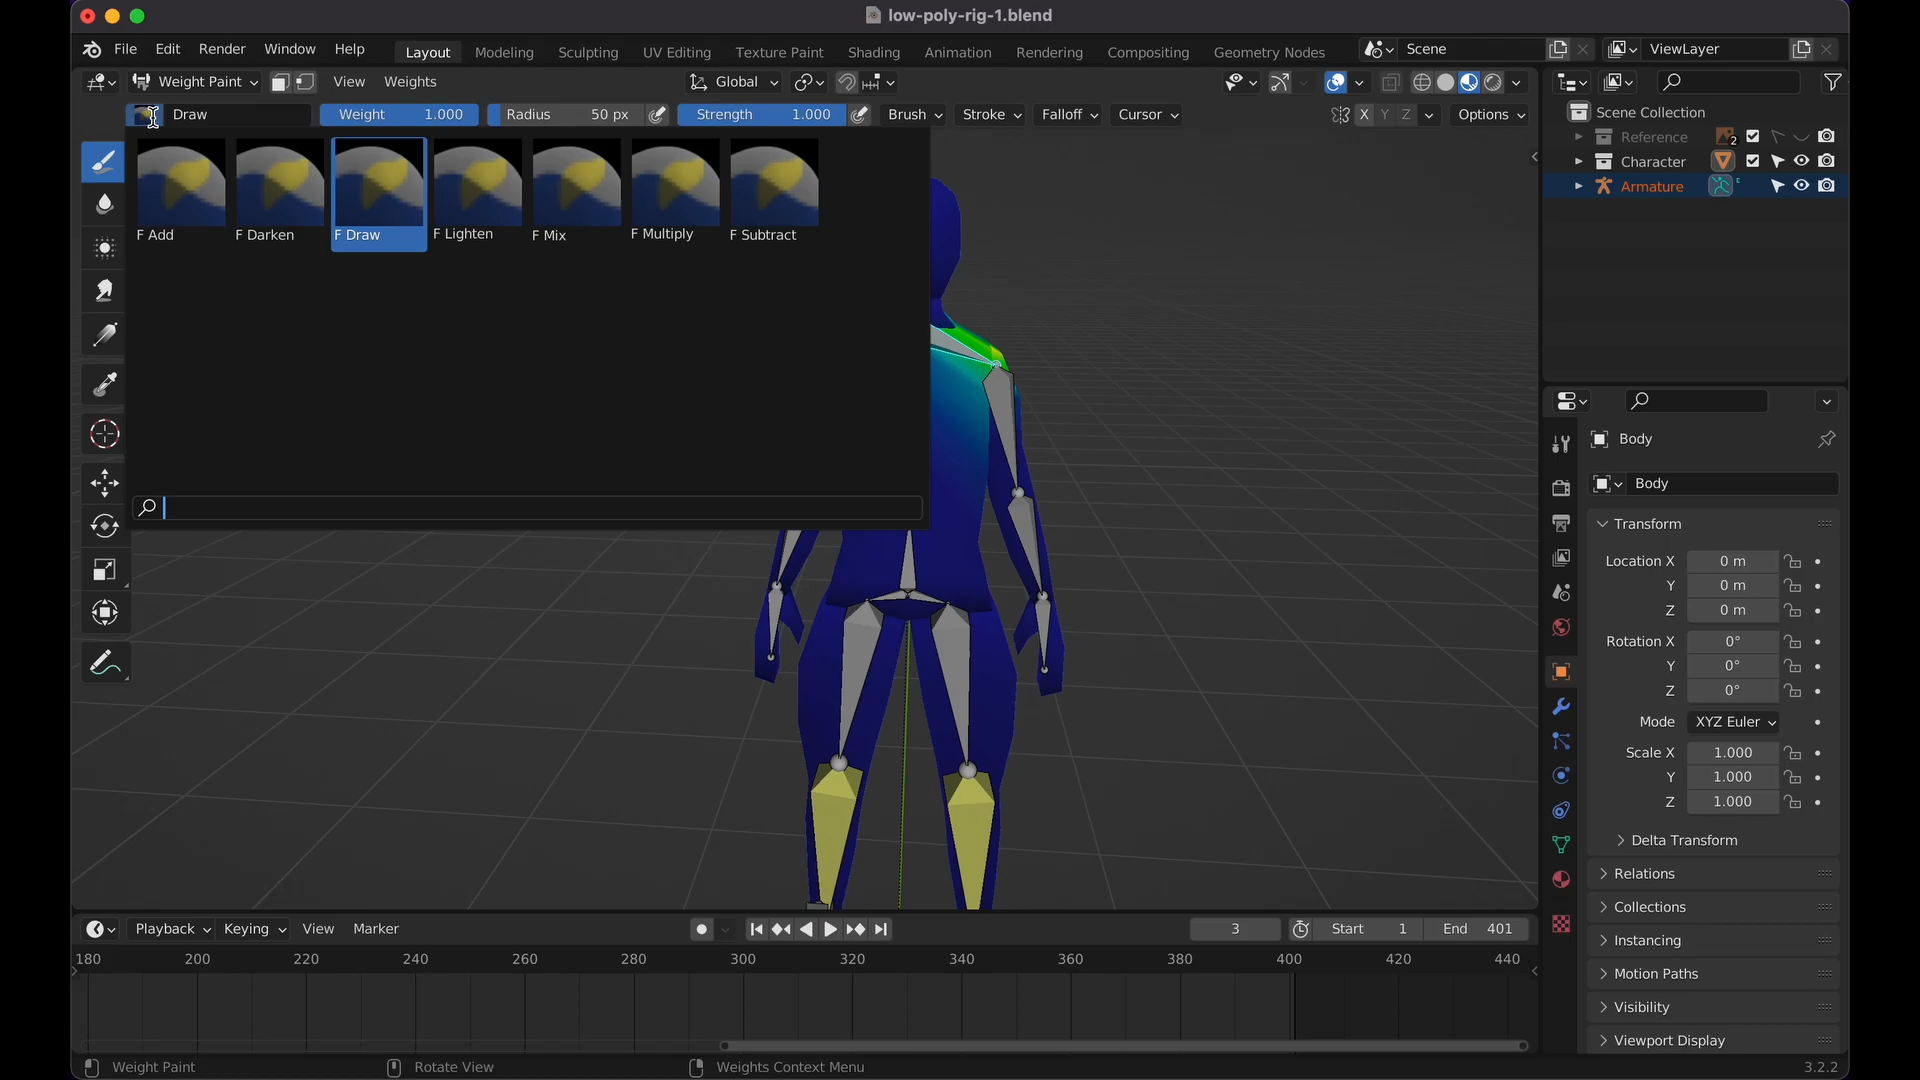 low-poly-rig-1.blend
File Edit Render Window Help Layout Modeling Sculpting UV Editing Texture Paint Shading Animation Rendering Compositing Geometry Nodes Scene ViewLayer
Weight Paint View Weights Global
Draw Weight 1.000 Radius 50 px Strength 1.000 Brush Stroke Falloff Cursor X Y Z Options
F Add F Darken F Draw F Lighten F Mix F Multiply F Subtract
Scene Collection
Reference 2
Character
Armature
Body
Body
Transform
Location X 0 m
Y 0 m
Z 0 m
Rotation X 0°
Y 0°
Z 0°
Mode XYZ Euler
Scale X 1.000
Y 1.000
Z 1.000
Delta Transform
Relations
Collections
Instancing
Motion Paths
Visibility
Viewport Display
Playback Keying View Marker 3 Start 1 End 401
180 200 220 240 260 280 300 320 340 360 380 400 420 440
Weight Paint Rotate View Weights Context Menu 3.2.2